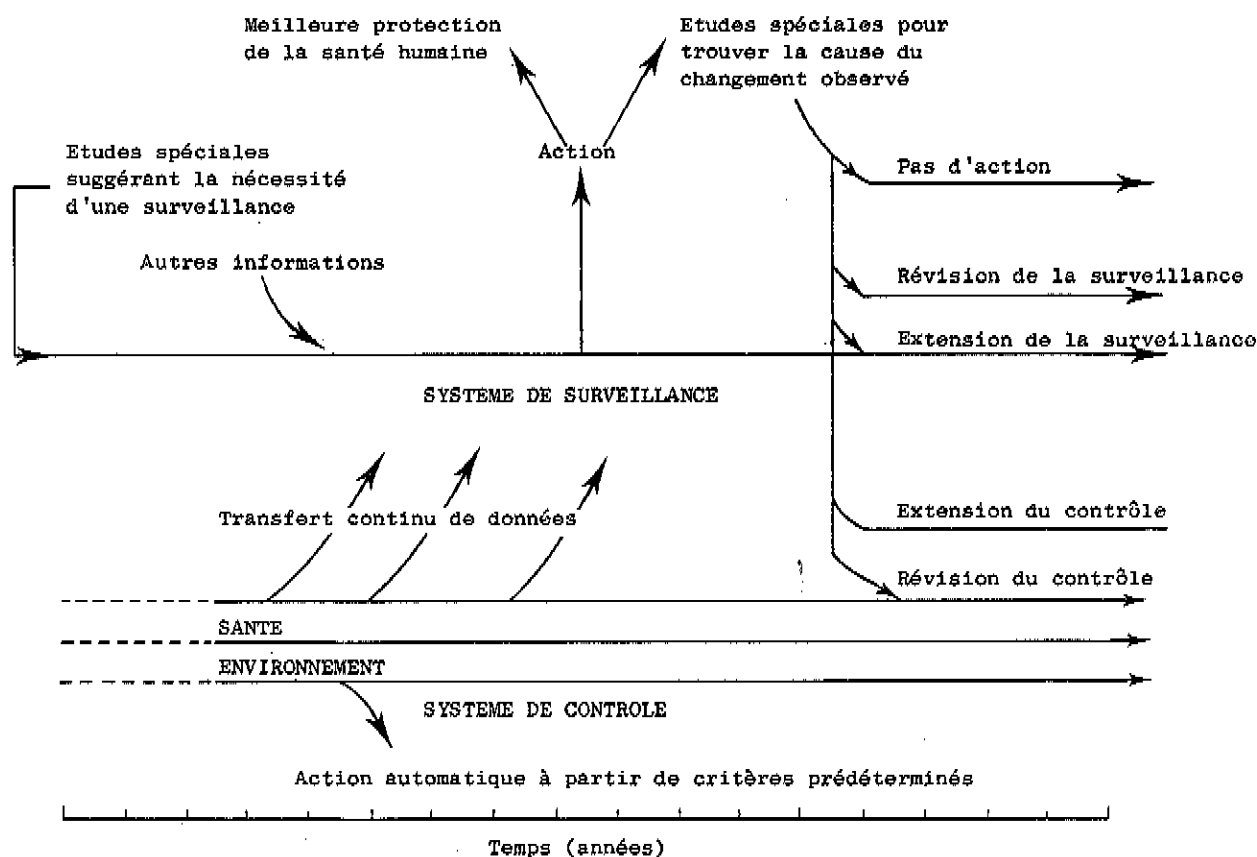 Meilleure protection
de la santé humaine
Etudes spéciales pour
trouver la cause du
changement observé
Etudes spéciales
suggérant la nécessité
d'une surveillance
Action
Pas d'action
Autres informations
Révision de la surveillance
Extension de la surveillance
SYSTEME DE SURVEILLANCE
Transfert continu de données
Extension du contrôle
Révision du contrôle
SANTE
ENVIRONNEMENT
SYSTEME DE CONTROLE
Action automatique à partir de critères prédéterminés
Temps (années)